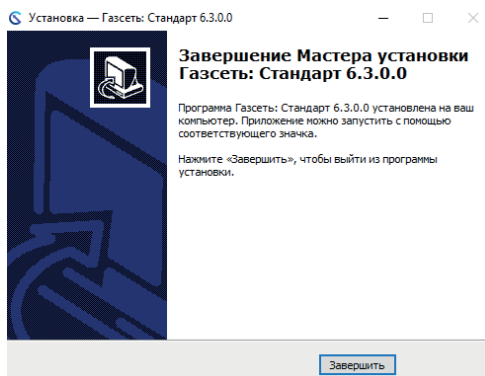 Установка — Газсеть: Стандарт 6.3.0.0
Завершение Мастера установки
Газсеть: Стандарт 6.3.0.0
Программа Газсеть: Стандарт 6.3.0.0 установлена на ваш
компьютер. Приложение можно запустить с помощью
соответствующего значка.
Нажмите «Завершить», чтобы выйти из программы
установки.
Завершить